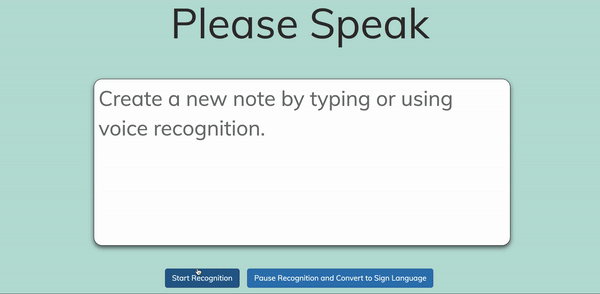 Please Speak
Create a new note by typing or using
voice recognition.
Start Recognition
Pause Recognition and Convert to Sign Language